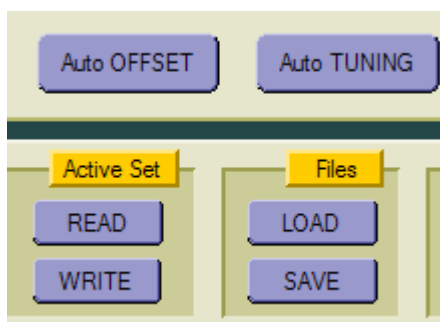 Auto OFFSET
Auto TUNING
Active Set
READ
WRITE
Files
LOAD
SAVE